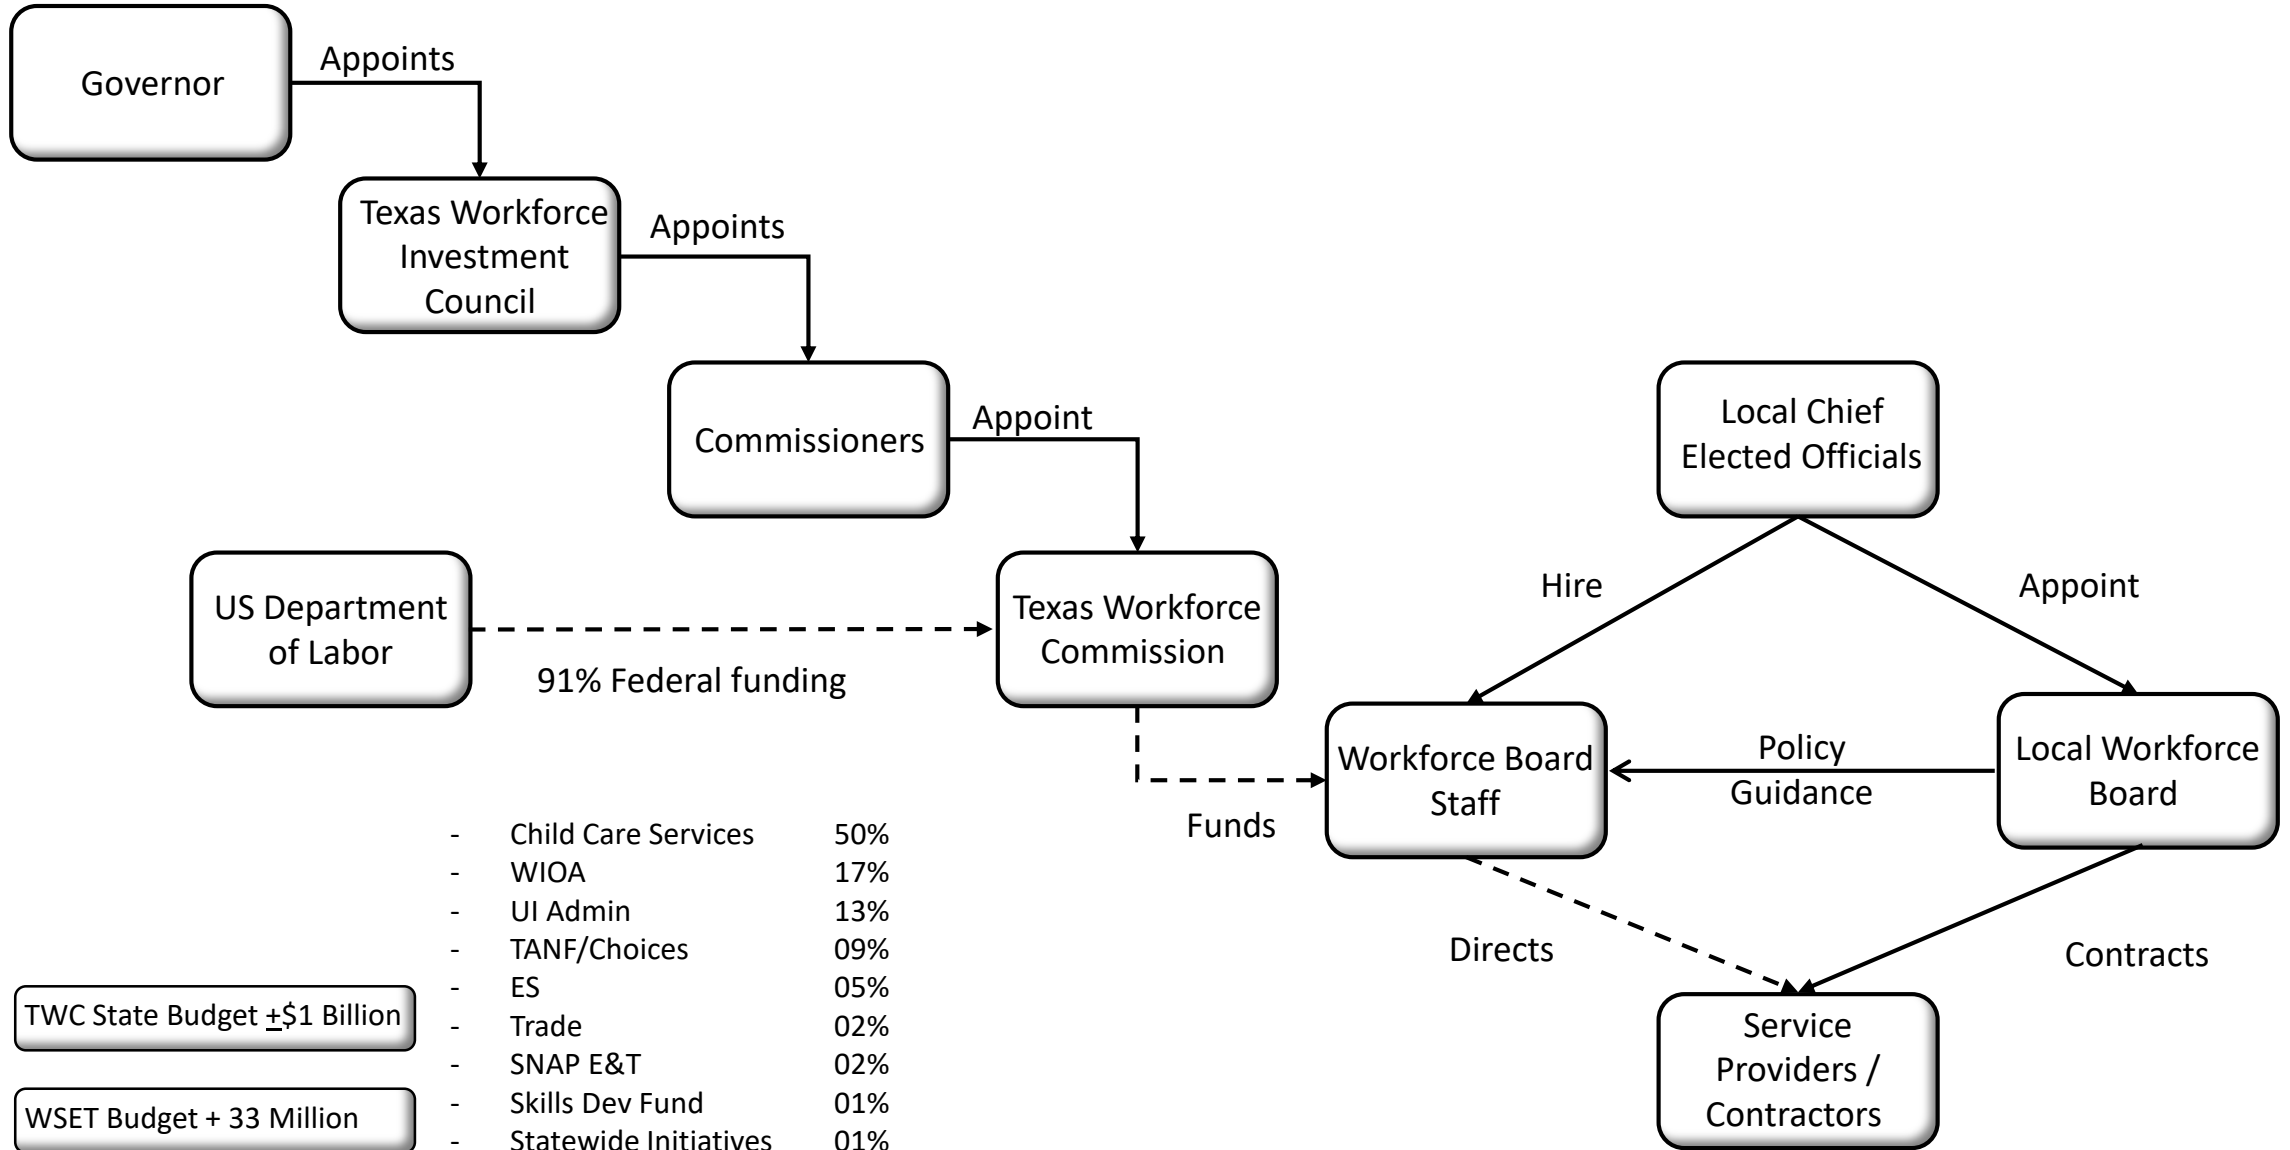 Governor
Appoints
Texas Workforce
Investment
Council
Appoints
Commissioners
Appoint
Local Chief
Elected Officials
US Department
of Labor
91% Federal funding
Texas Workforce
Commission
Hire
Appoint
Workforce Board
Staff
Policy
Guidance
Local Workforce
Board
Funds
Directs
Contracts
Service
Providers /
Contractors
- Child Care Services 50%
- WIOA 17%
- UI Admin 13%
- TANF/Choices 09%
- ES 05%
- Trade 02%
- SNAP E&T 02%
- Skills Dev Fund 01%
- Statewide Initiatives 01%
TWC State Budget ±$1 Billion
WSET Budget + 33 Million